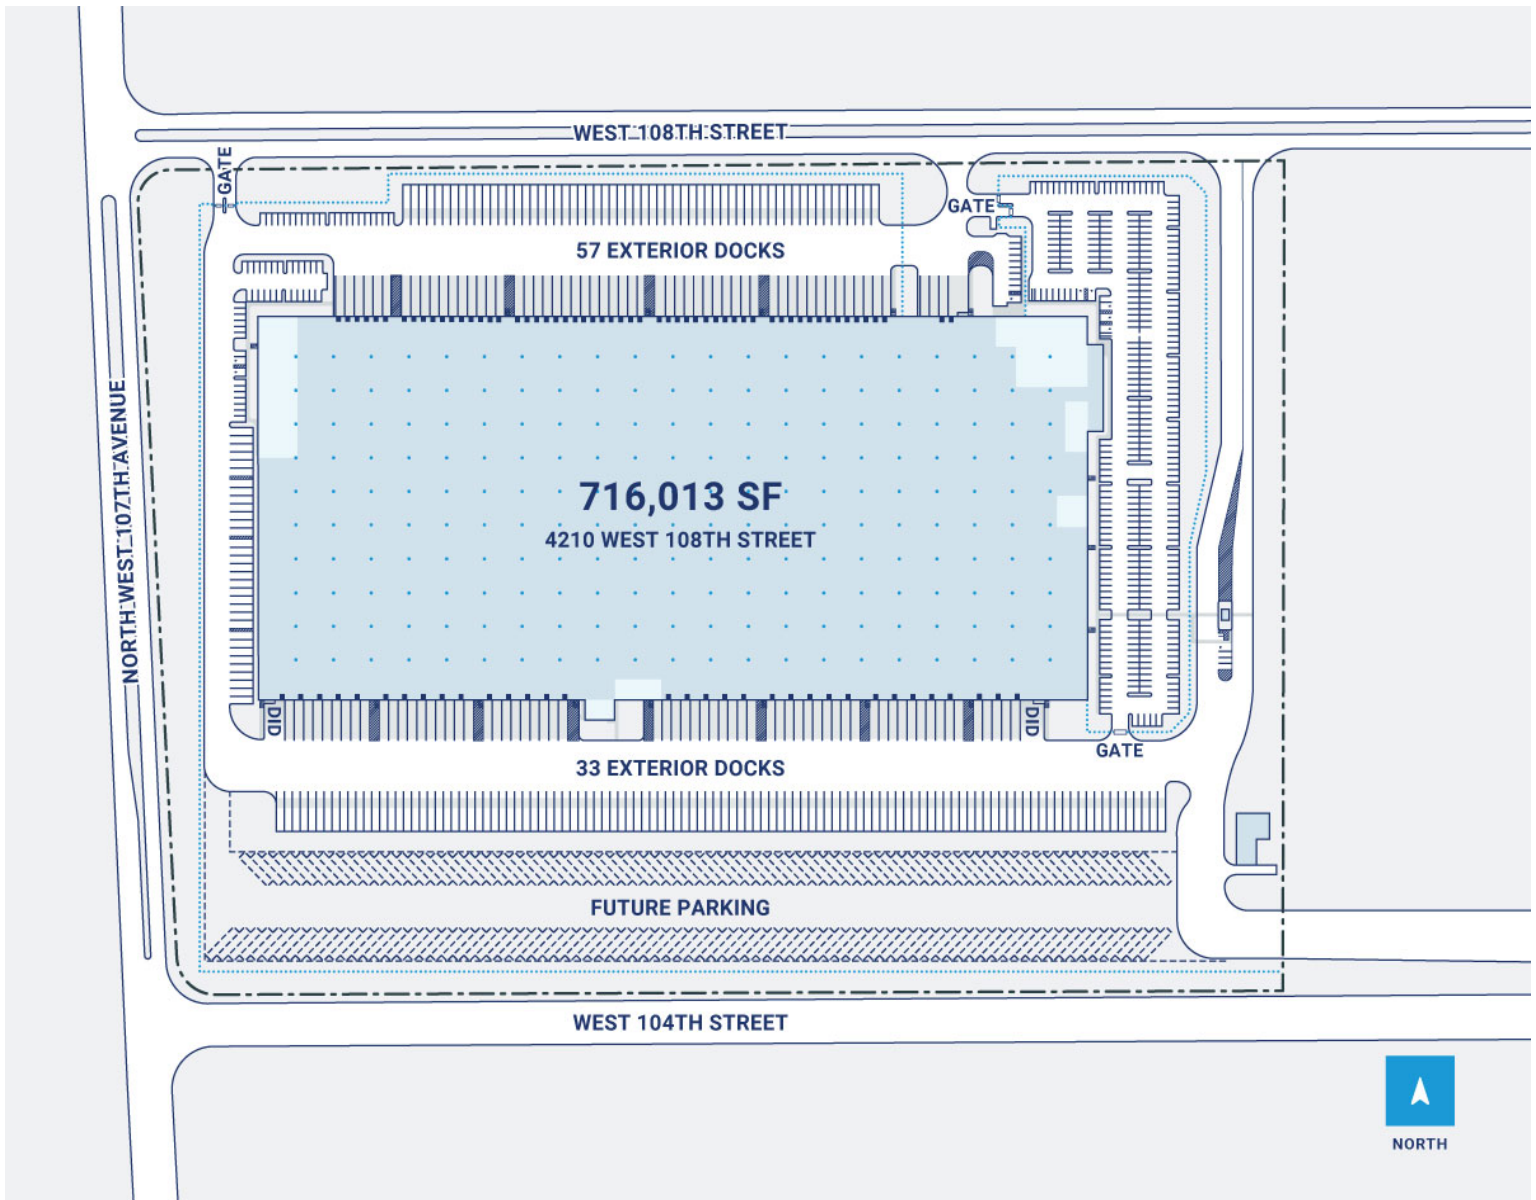 WEST 108TH STREET
GATE
GATE
57 EXTERIOR DOCKS
NORTH WEST 107TH AVENUE
716,013 SF
4210 WEST 108TH STREET
DID
DID
GATE
33 EXTERIOR DOCKS
FUTURE PARKING
WEST 104TH STREET
NORTH